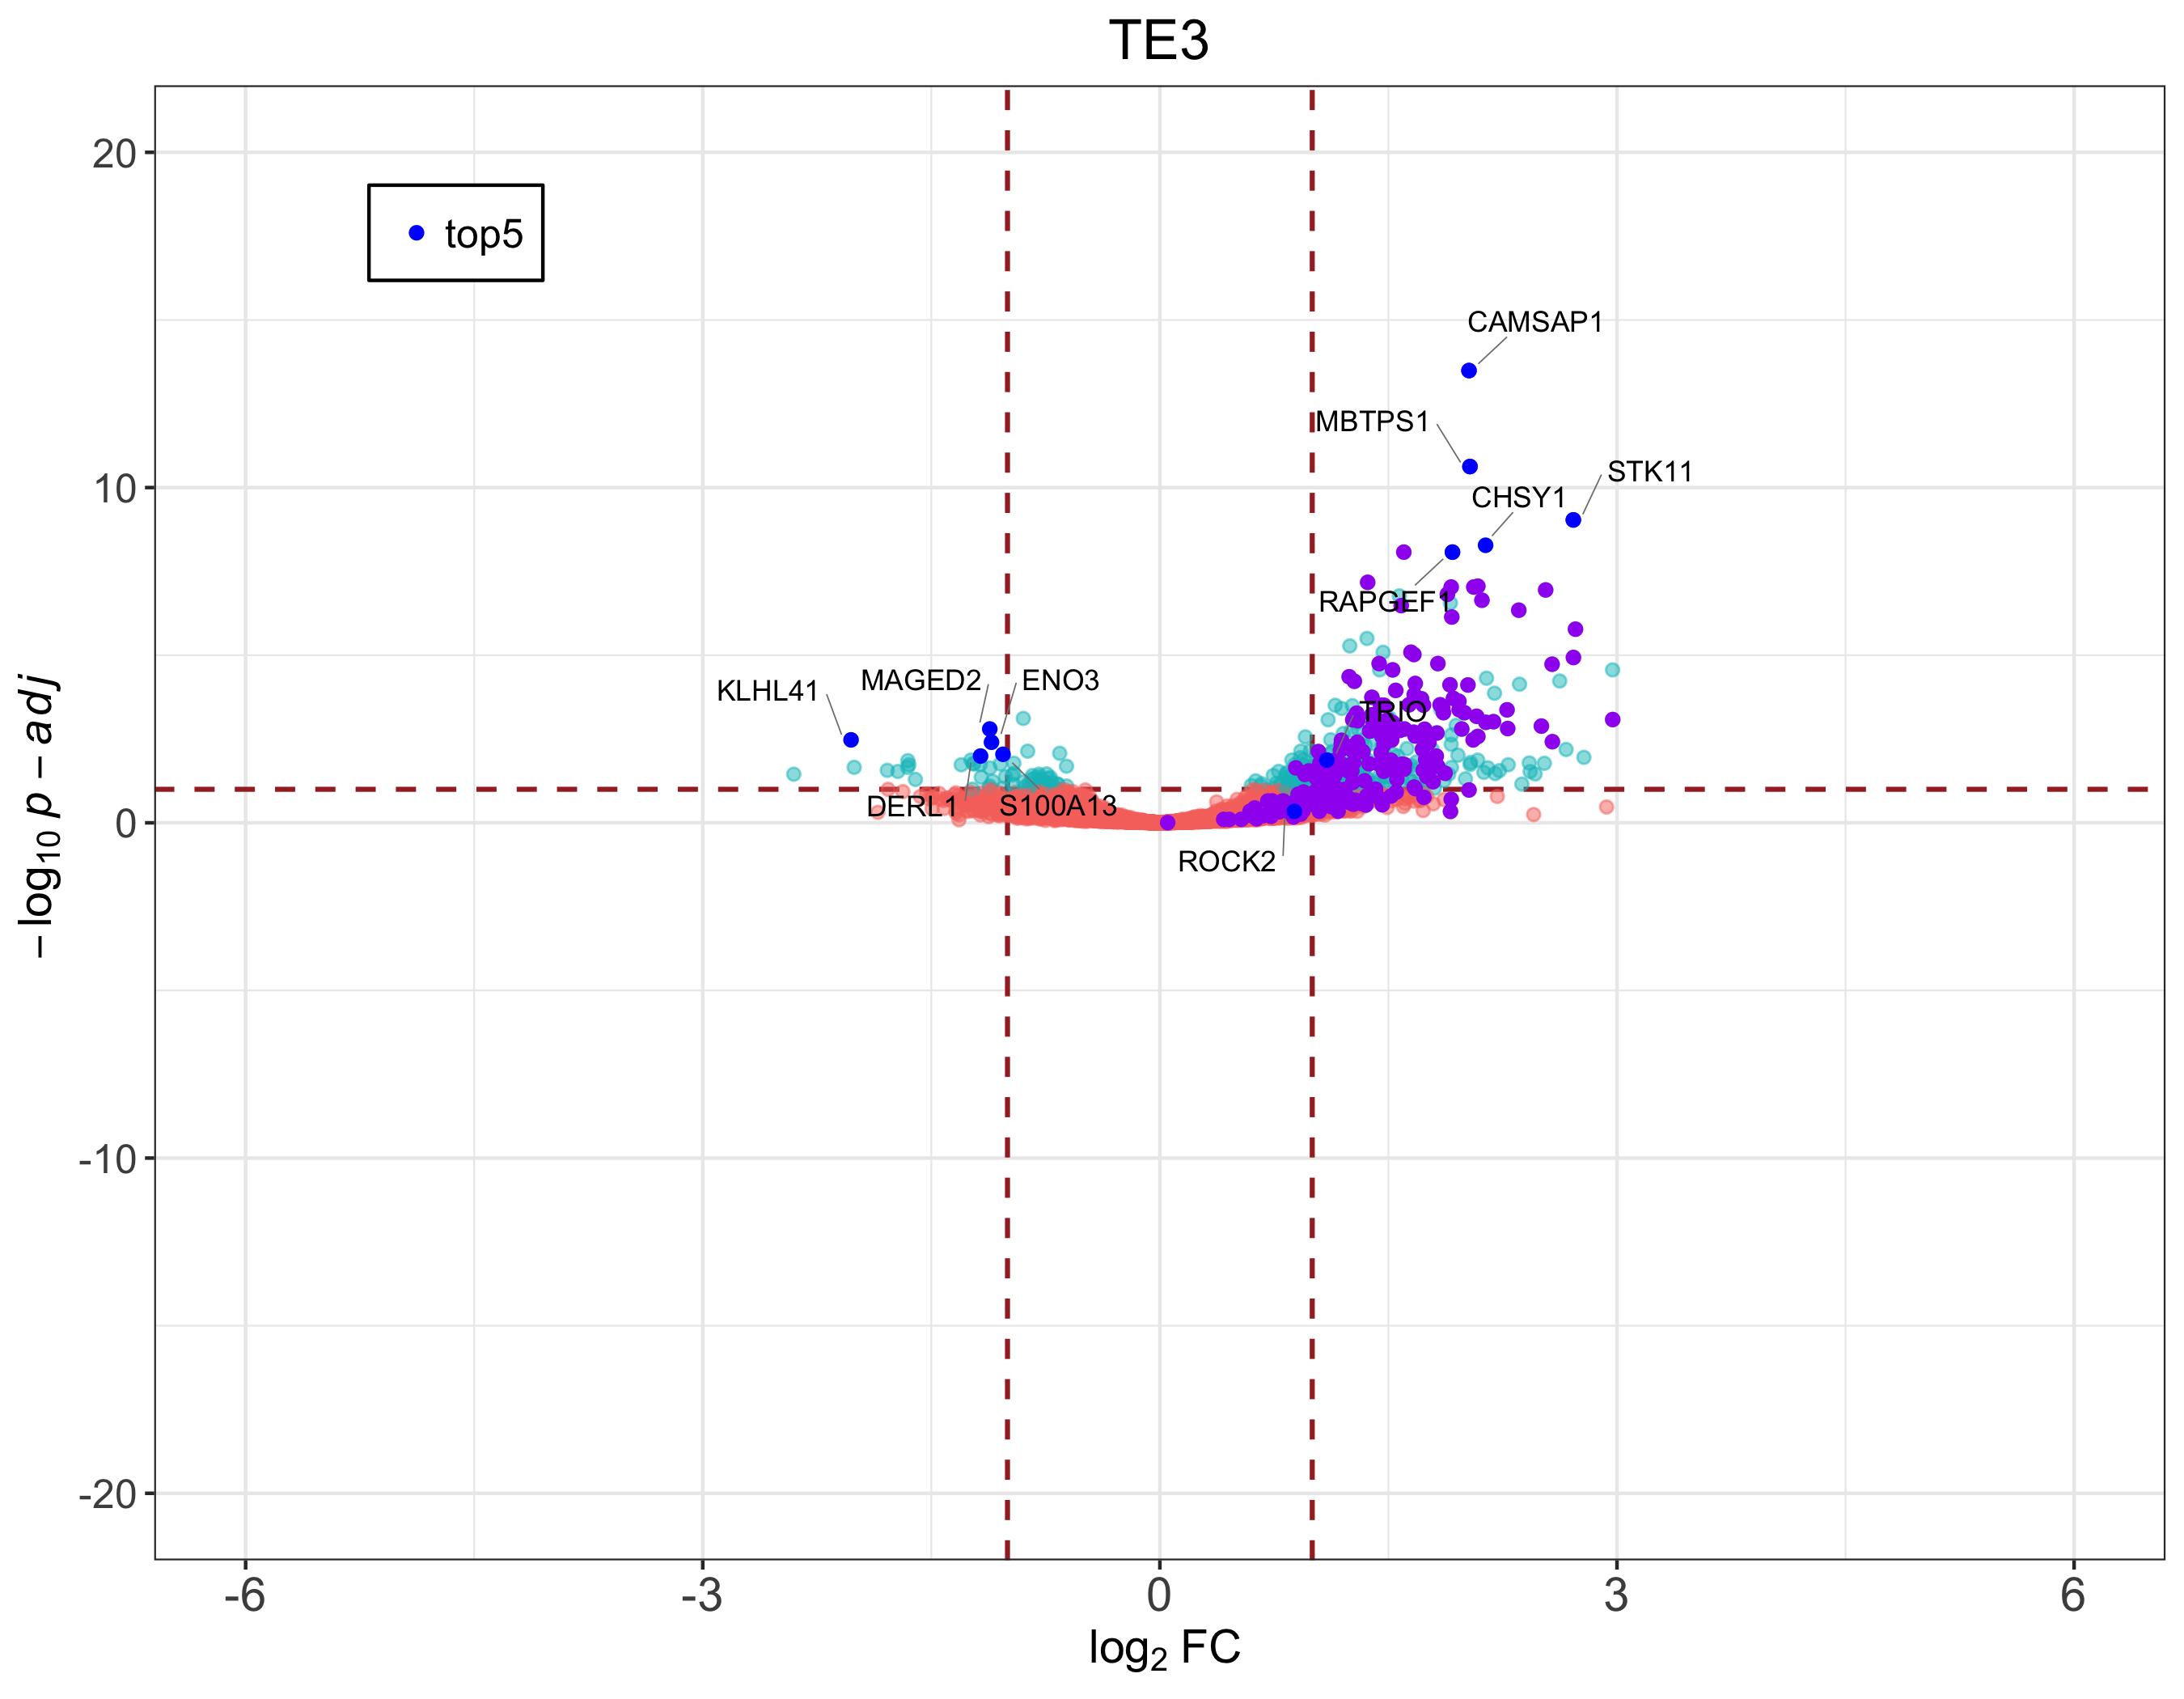 TE3
20
top5
CAMSAP1
MBTPS1
STK11
10
CHSY1
RAPGEF1
MAGED2
ENO3
KLHL41
TRIO
DERL1
S100A13
0
ROCK2
-10
-20
−log10 p − adj
-6
-3
0
3
6
log2 FC